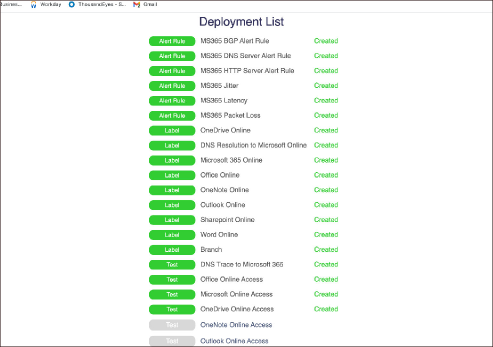 Workday
ThousandEyes - S...
Gmail
Deployment List
Alert Rule MS365 BGP Alert Rule Created
Alert Rule MS365 DNS Server Alert Rule Created
Alert Rule MS365 HTTP Server Alert Rule Created
Alert Rule MS365 Jitter Created
Alert Rule MS365 Latency Created
Alert Rule MS365 Packet Loss Created
Label OneDrive Online Created
Label DNS Resolution to Microsoft Online Created
Label Microsoft 365 Online Created
Label Office Online Created
Label OneNote Online Created
Label Outlook Online Created
Label Sharepoint Online Created
Label Word Online Created
Label Branch Created
Test DNS Trace to Microsoft 365 Created
Test Office Online Access Created
Test Microsoft Online Access Created
Test OneDrive Online Access Created
Test OneNote Online Access
Test Outlook Online Access